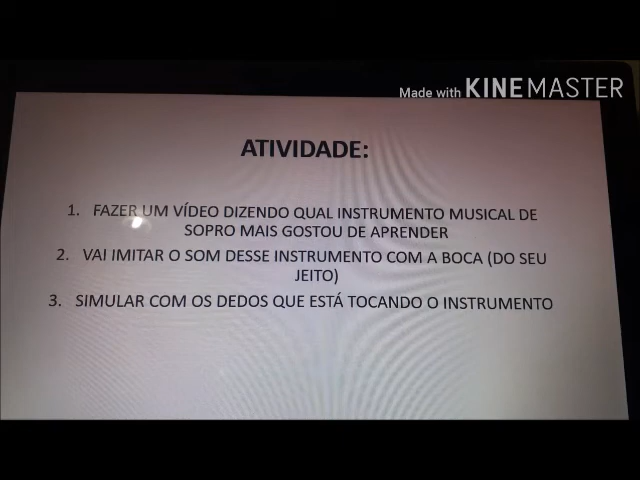 Made with KINEMASTER
ATIVIDADE:
1. FAZER UM VÍDEO DIZENDO QUAL INSTRUMENTO MUSICAL DE
SOPRO MAIS GOSTOU DE APRENDER
2. VAI IMITAR O SOM DESSE INSTRUMENTO COM A BOCA (DO SEU
JEITO)
3. SIMULAR COM OS DEDOS QUE ESTÁ TOCANDO O INSTRUMENTO